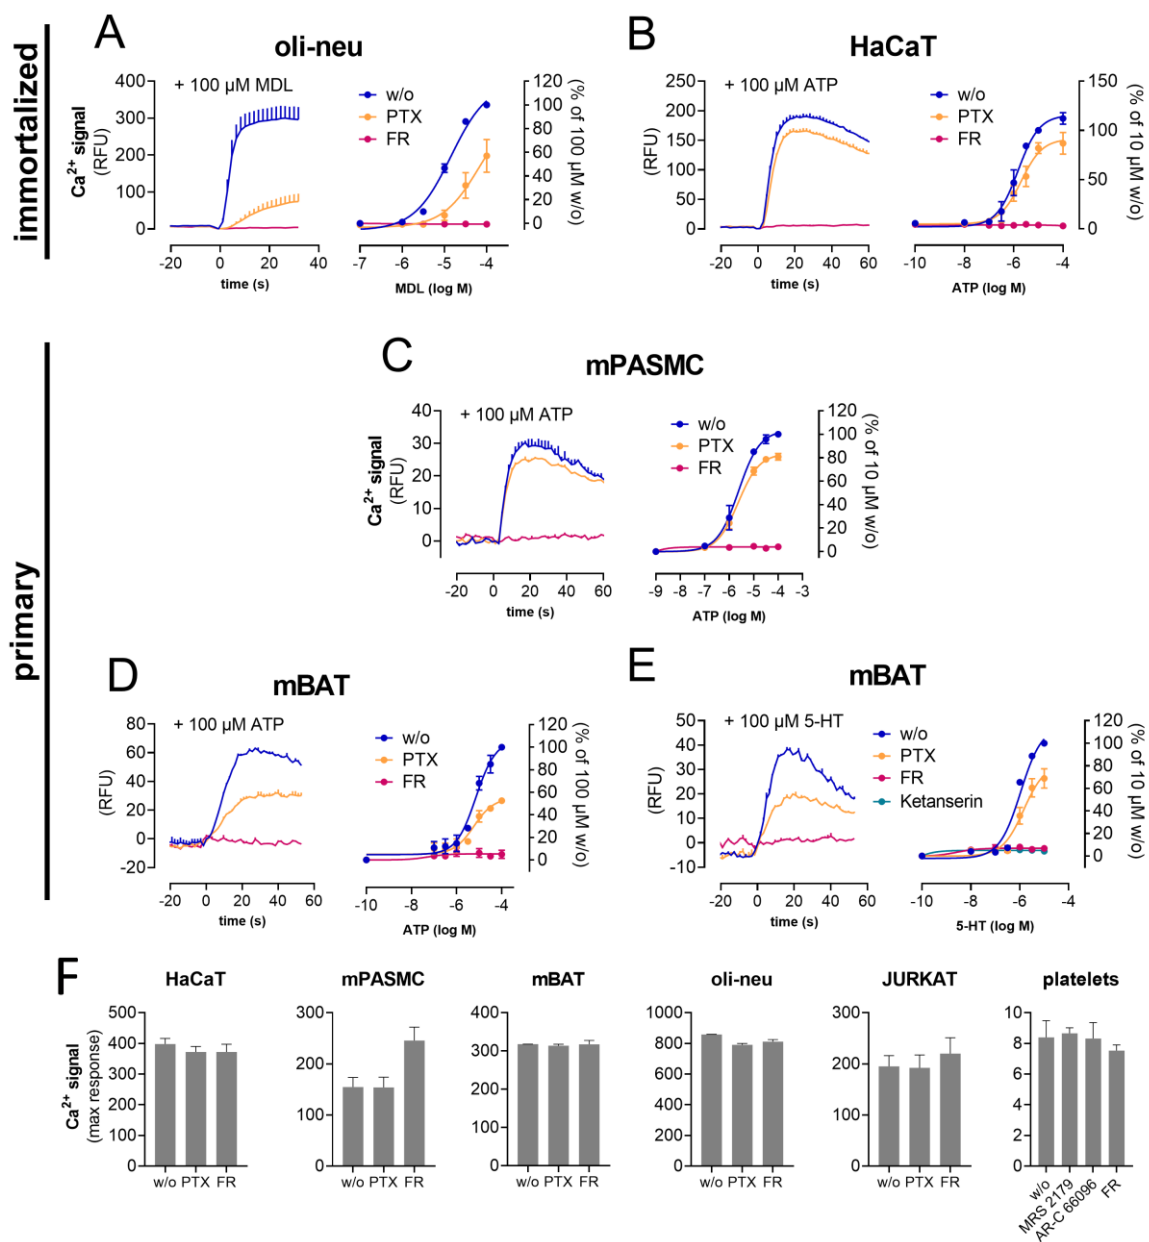 immortalized
A
oli-neu
+ 100 µM MDL
Ca2+ signal
(RFU)
400
300
200
100
0
-20 0 20 40
time (s)
w/o
PTX
FR
120
100
80
60
40
20
0
(% of 100 µM w/o)
-7 -6 -5 -4
MDL (log M)
B
HaCaT
+ 100 µM ATP
(RFU)
250
200
150
100
50
0
-20 0 20 40 60
time (s)
w/o
PTX
FR
150
100
50
0
(% of 10 µM w/o)
-10 -8 -6 -4
ATP (log M)
primary
C
mPASMC
+ 100 µM ATP
Ca2+ signal
(RFU)
40
30
20
10
0
-20 0 20 40 60
time (s)
w/o
PTX
FR
120
100
80
60
40
20
0
(% of 10 µM w/o)
-9 -8 -7 -6 -5 -4 -3
ATP (log M)
D
mBAT
+ 100 µM ATP
(RFU)
80
60
40
20
0
-20
-20 0 20 40 60
time (s)
w/o
PTX
FR
120
100
80
60
40
20
0
(% of 100 µM w/o)
-10 -8 -6 -4
ATP (log M)
E
mBAT
+ 100 µM 5-HT
(RFU)
50
40
30
20
10
0
-10
-20 0 20 40 60
time (s)
w/o
PTX
FR
Ketanserin
120
100
80
60
40
20
0
(% of 10 µM w/o)
-10 -8 -6 -4
5-HT (log M)
F
HaCaT
Ca2+ signal
(max response)
500
400
300
200
100
0
w/o PTX FR
mPASMC
300
200
100
0
w/o PTX FR
mBAT
400
300
200
100
0
w/o PTX FR
oli-neu
1000
800
600
400
200
0
w/o PTX FR
JURKAT
300
200
100
0
w/o PTX FR
platelets
10
8
6
4
2
0
w/o
MRS 2179
AR-C 66096
FR